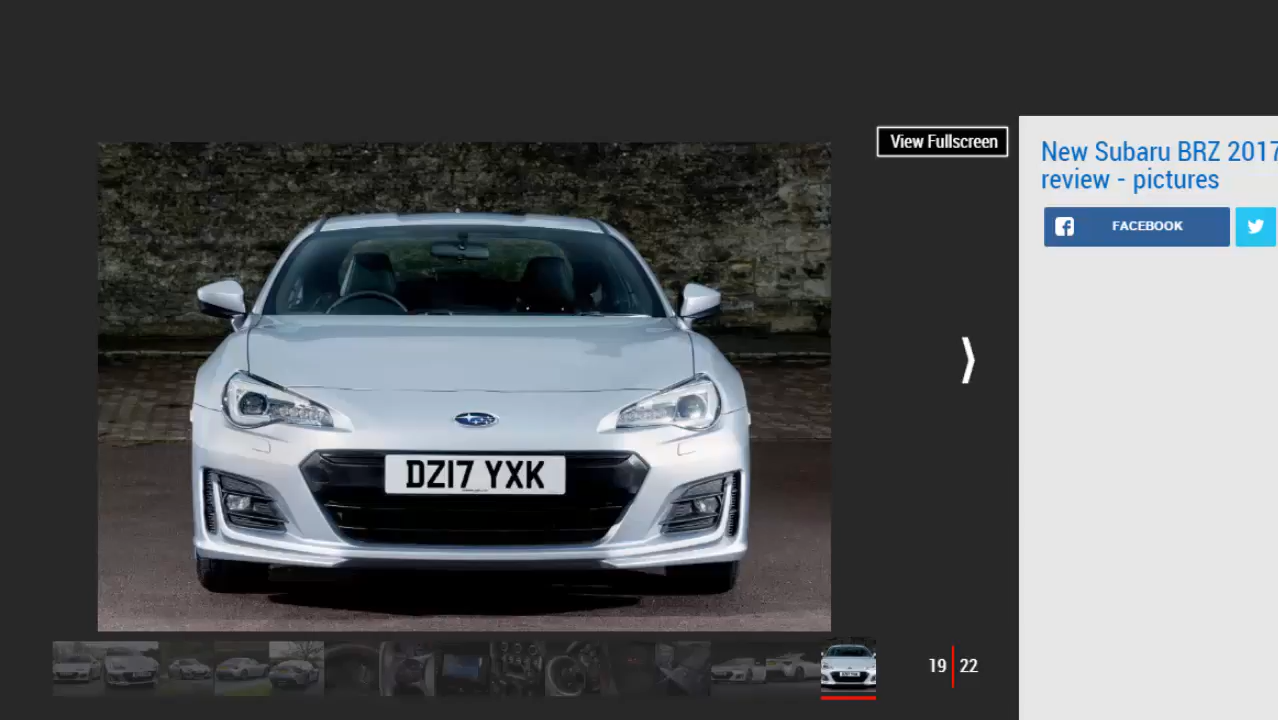 View Fullscreen
New Subaru BRZ 2017
review - pictures
FACEBOOK
DZ17 YXK
19 22